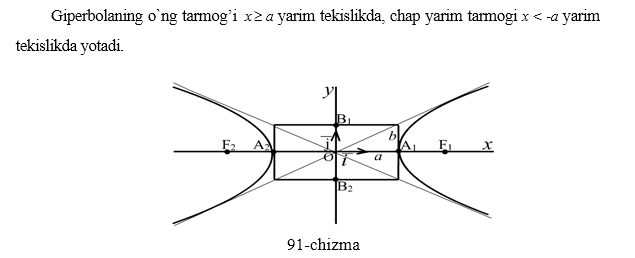 Giperbolaning o`ng tarmog’i x≥ a yarim tekislikda, chap yarim tarmogi x < -a yarim
tekislikda yotadi.
y
B₁
b
F₂ A₂ j A₁ F₁ x
O i a
B₂
91-chizma